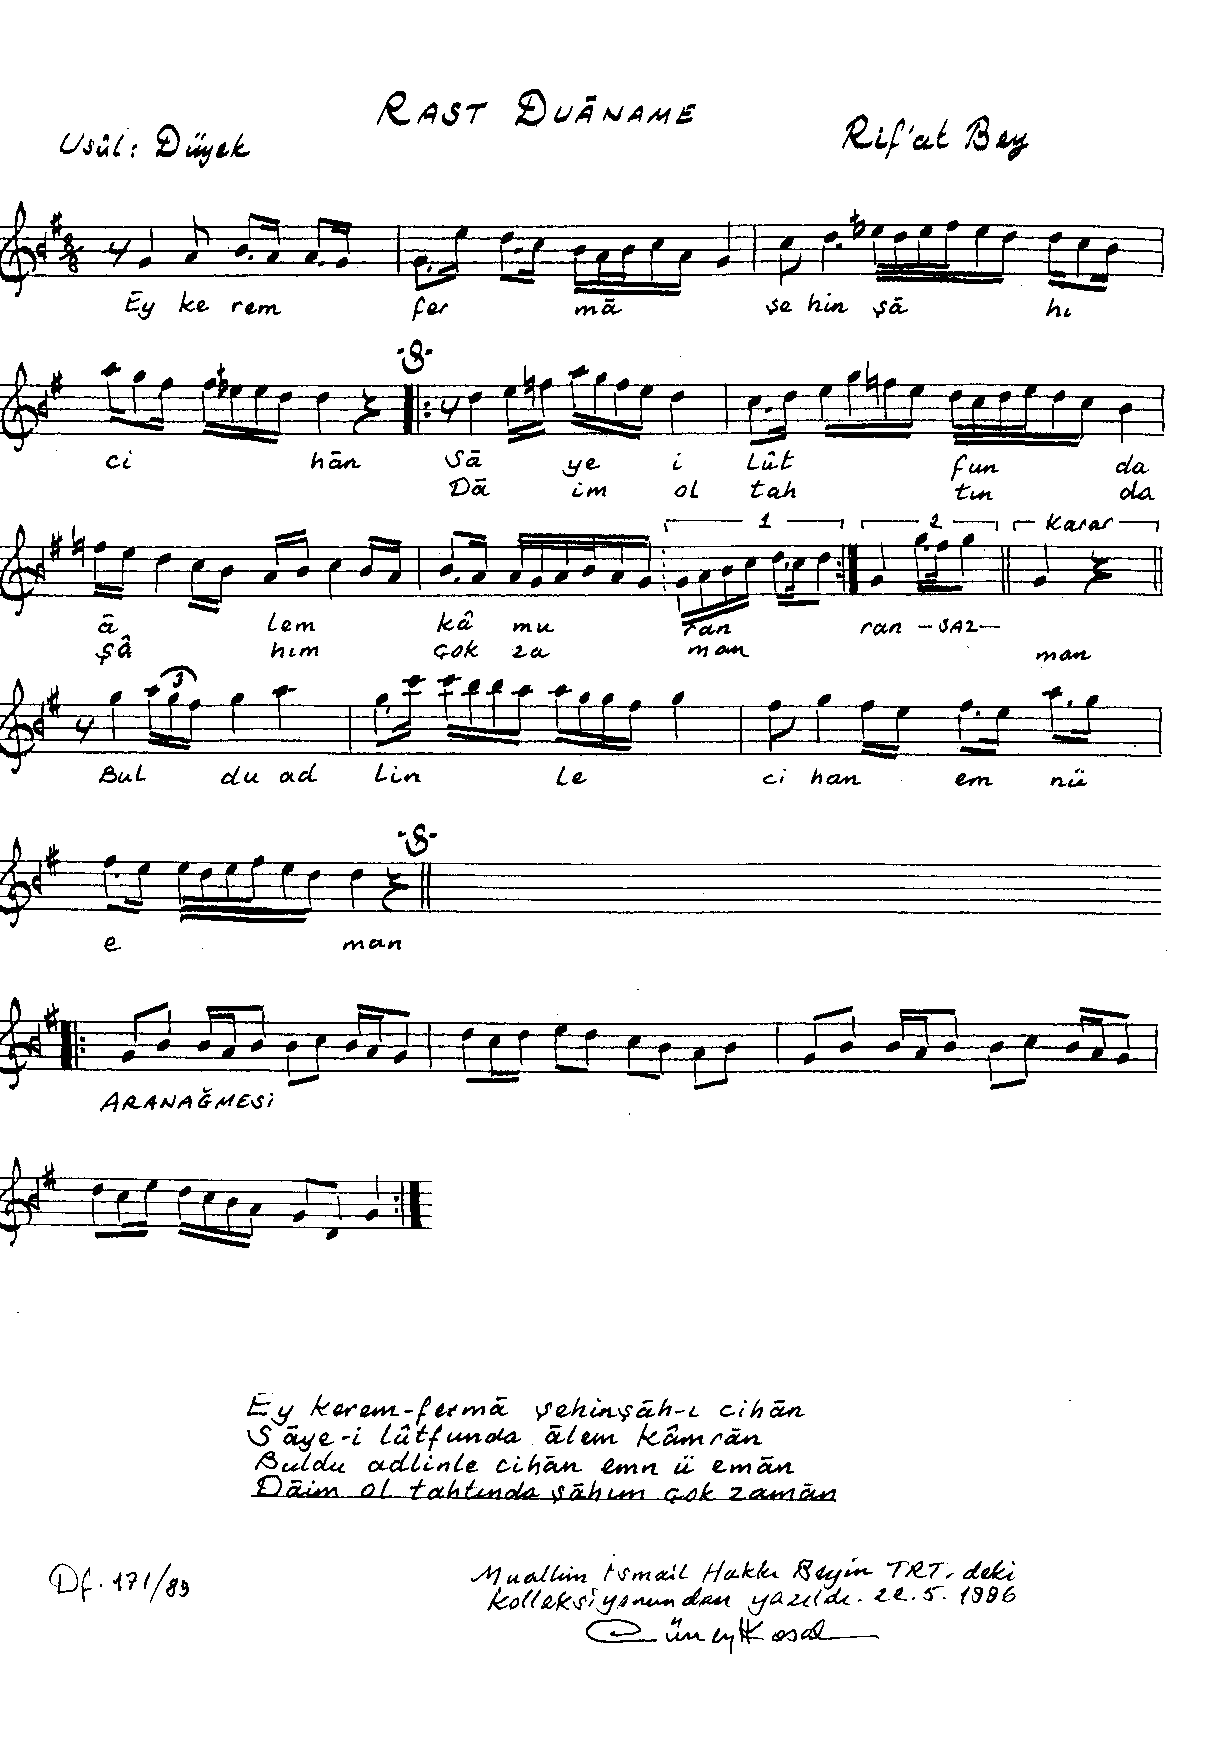 RAST DUÂNAME
Usûl: Düyek
Rif'at Bey
8/8
Ey ke rem fer mâ şe hin şâ hı
ci hân Sâ ye i Lût fun da
Dâ im ol tah tın da
1 2 Karar
â lem kâ mu ran ran -SAZ-
şâ hım çok za man man
3
Bul du ad lin le ci han em nü
e man
ARANAĞMESİ
Ey kerem-fermâ şehinşâh-ı cihân
Sâye-i lûtfunda âlem kâmrân
Buldu adlinle cihân emn ü emân
Dâim ol tahtında şâhım çok zamân
Df. 171/89
Muallim İsmail Hakkı Beyin TRT. deki
Kolleksiyonundan yazıldı. 22.5.1986
Cüneyt Kosal